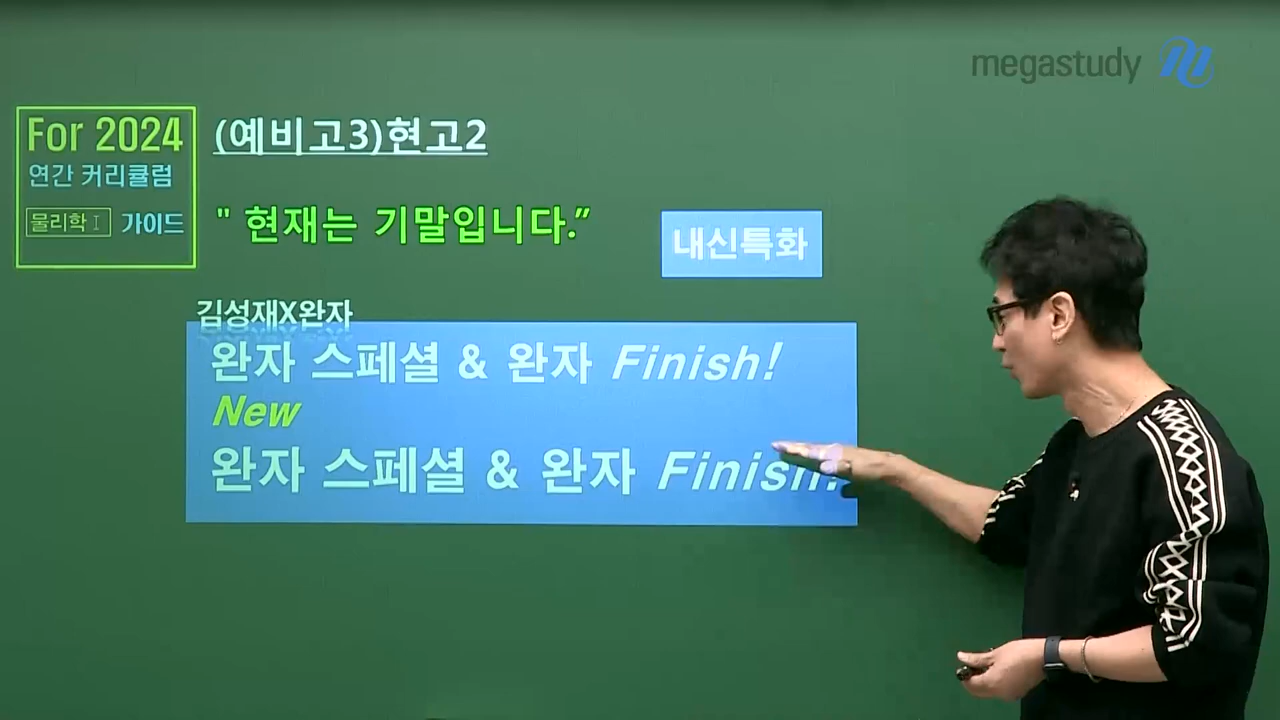 megastudy
For 2024
연간 커리큘럼
물리학 I 가이드
(예비고3)현고2
" 현재는 기말입니다.”
내신특화
김성재X완자
완자 스페셜 & 완자 Finish!
New
완자 스페셜 & 완자 Finish!